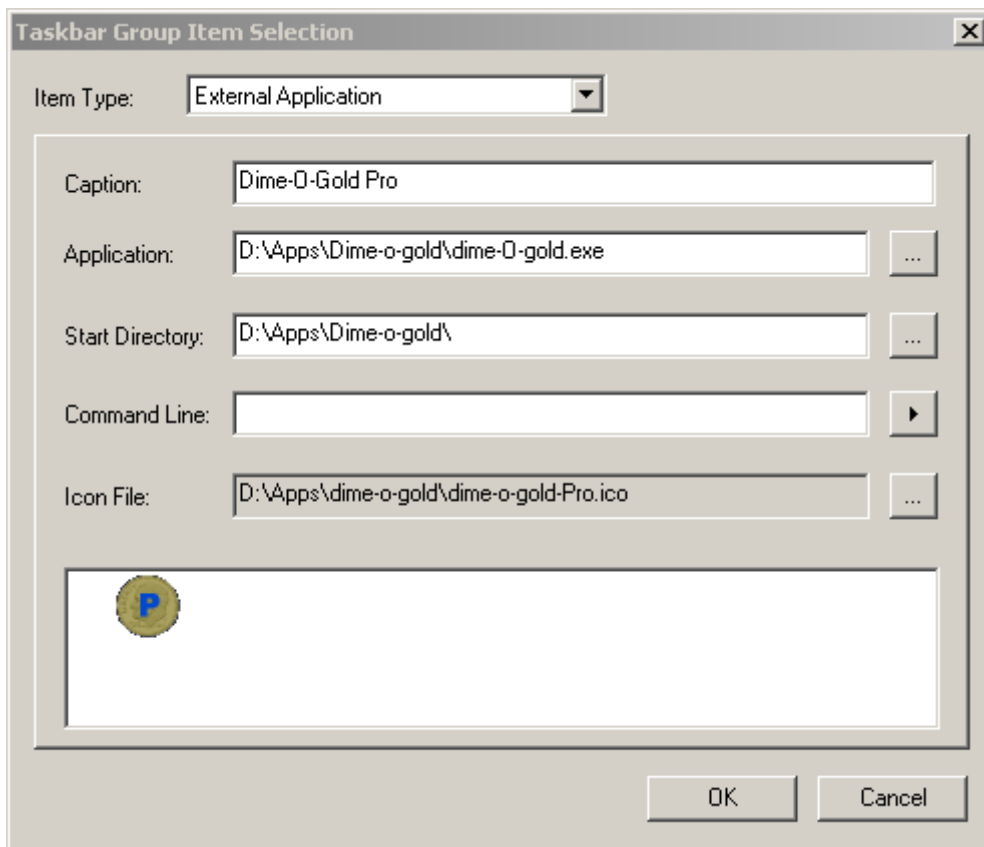 Taskbar Group Item Selection
Item Type: External Application
Caption: Dime-O-Gold Pro
Application: D:\Apps\Dime-o-gold\dime-O-gold.exe ...
Start Directory: D:\Apps\Dime-o-gold\ ...
Command Line:
Icon File: D:\Apps\dime-o-gold\dime-o-gold-Pro.ico ...
P
OK Cancel